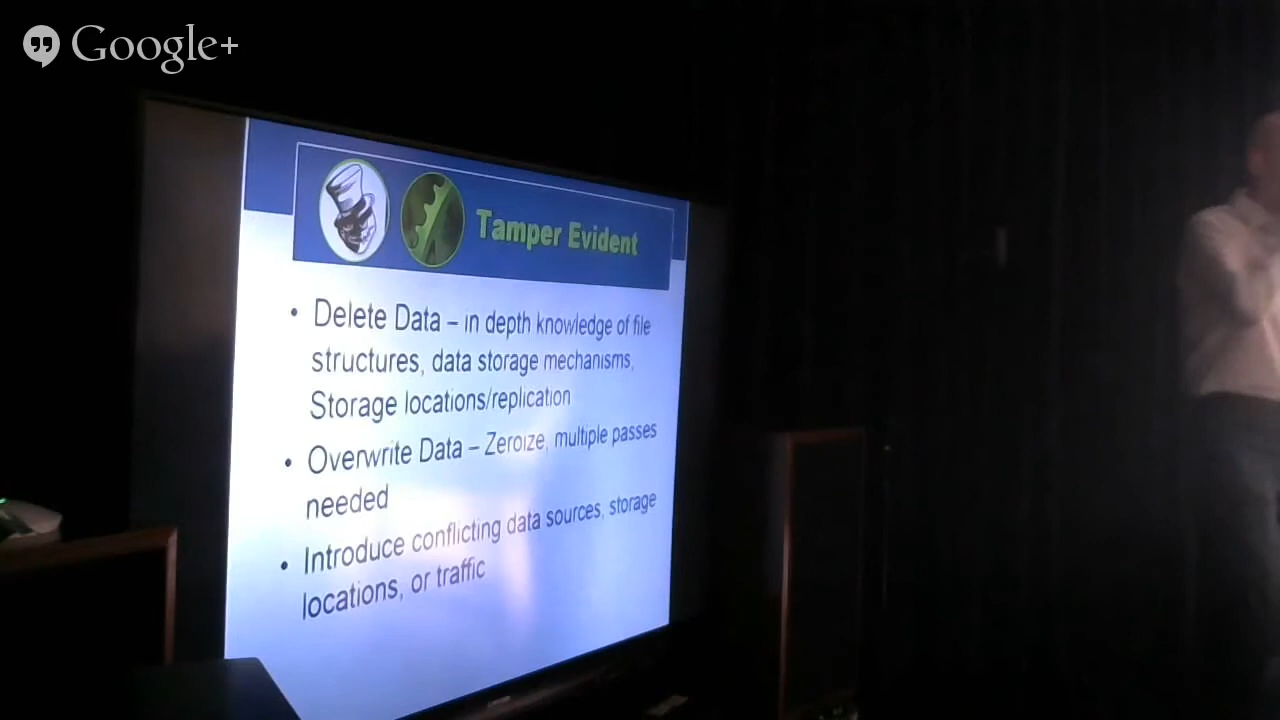 Google+
Tamper Evident
• Delete Data – in depth knowledge of file
structures, data storage mechanisms,
Storage locations/replication
• Overwrite Data – Zeroize, multiple passes
needed
• Introduce conflicting data sources, storage
locations, or traffic